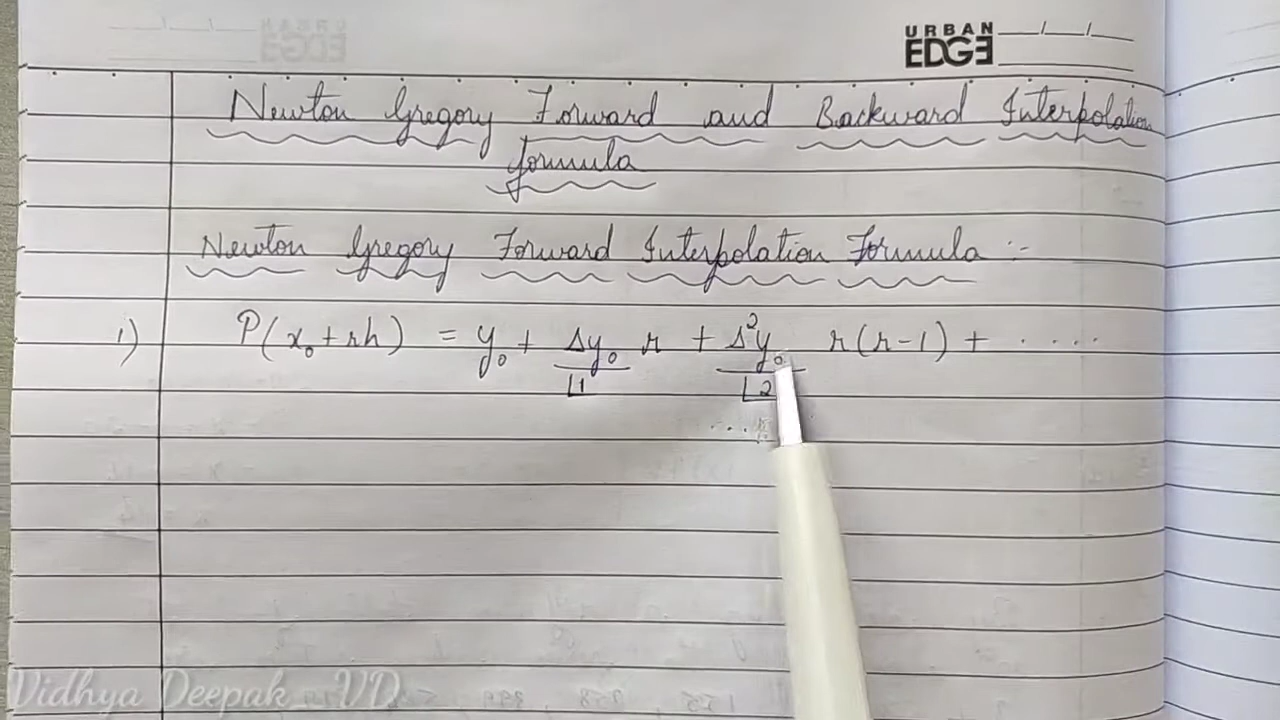 URBAN
EDGE
Newton Gregory Forward and Backward Interpolation
formula
Newton Gregory Forward Interpolation Formula :-
1) P(x₀+rh) = y₀ + Δy₀/⌊1 r + Δ²y₀/⌊2 r(r-1) + ....
...
Vidhya Deepak_VD